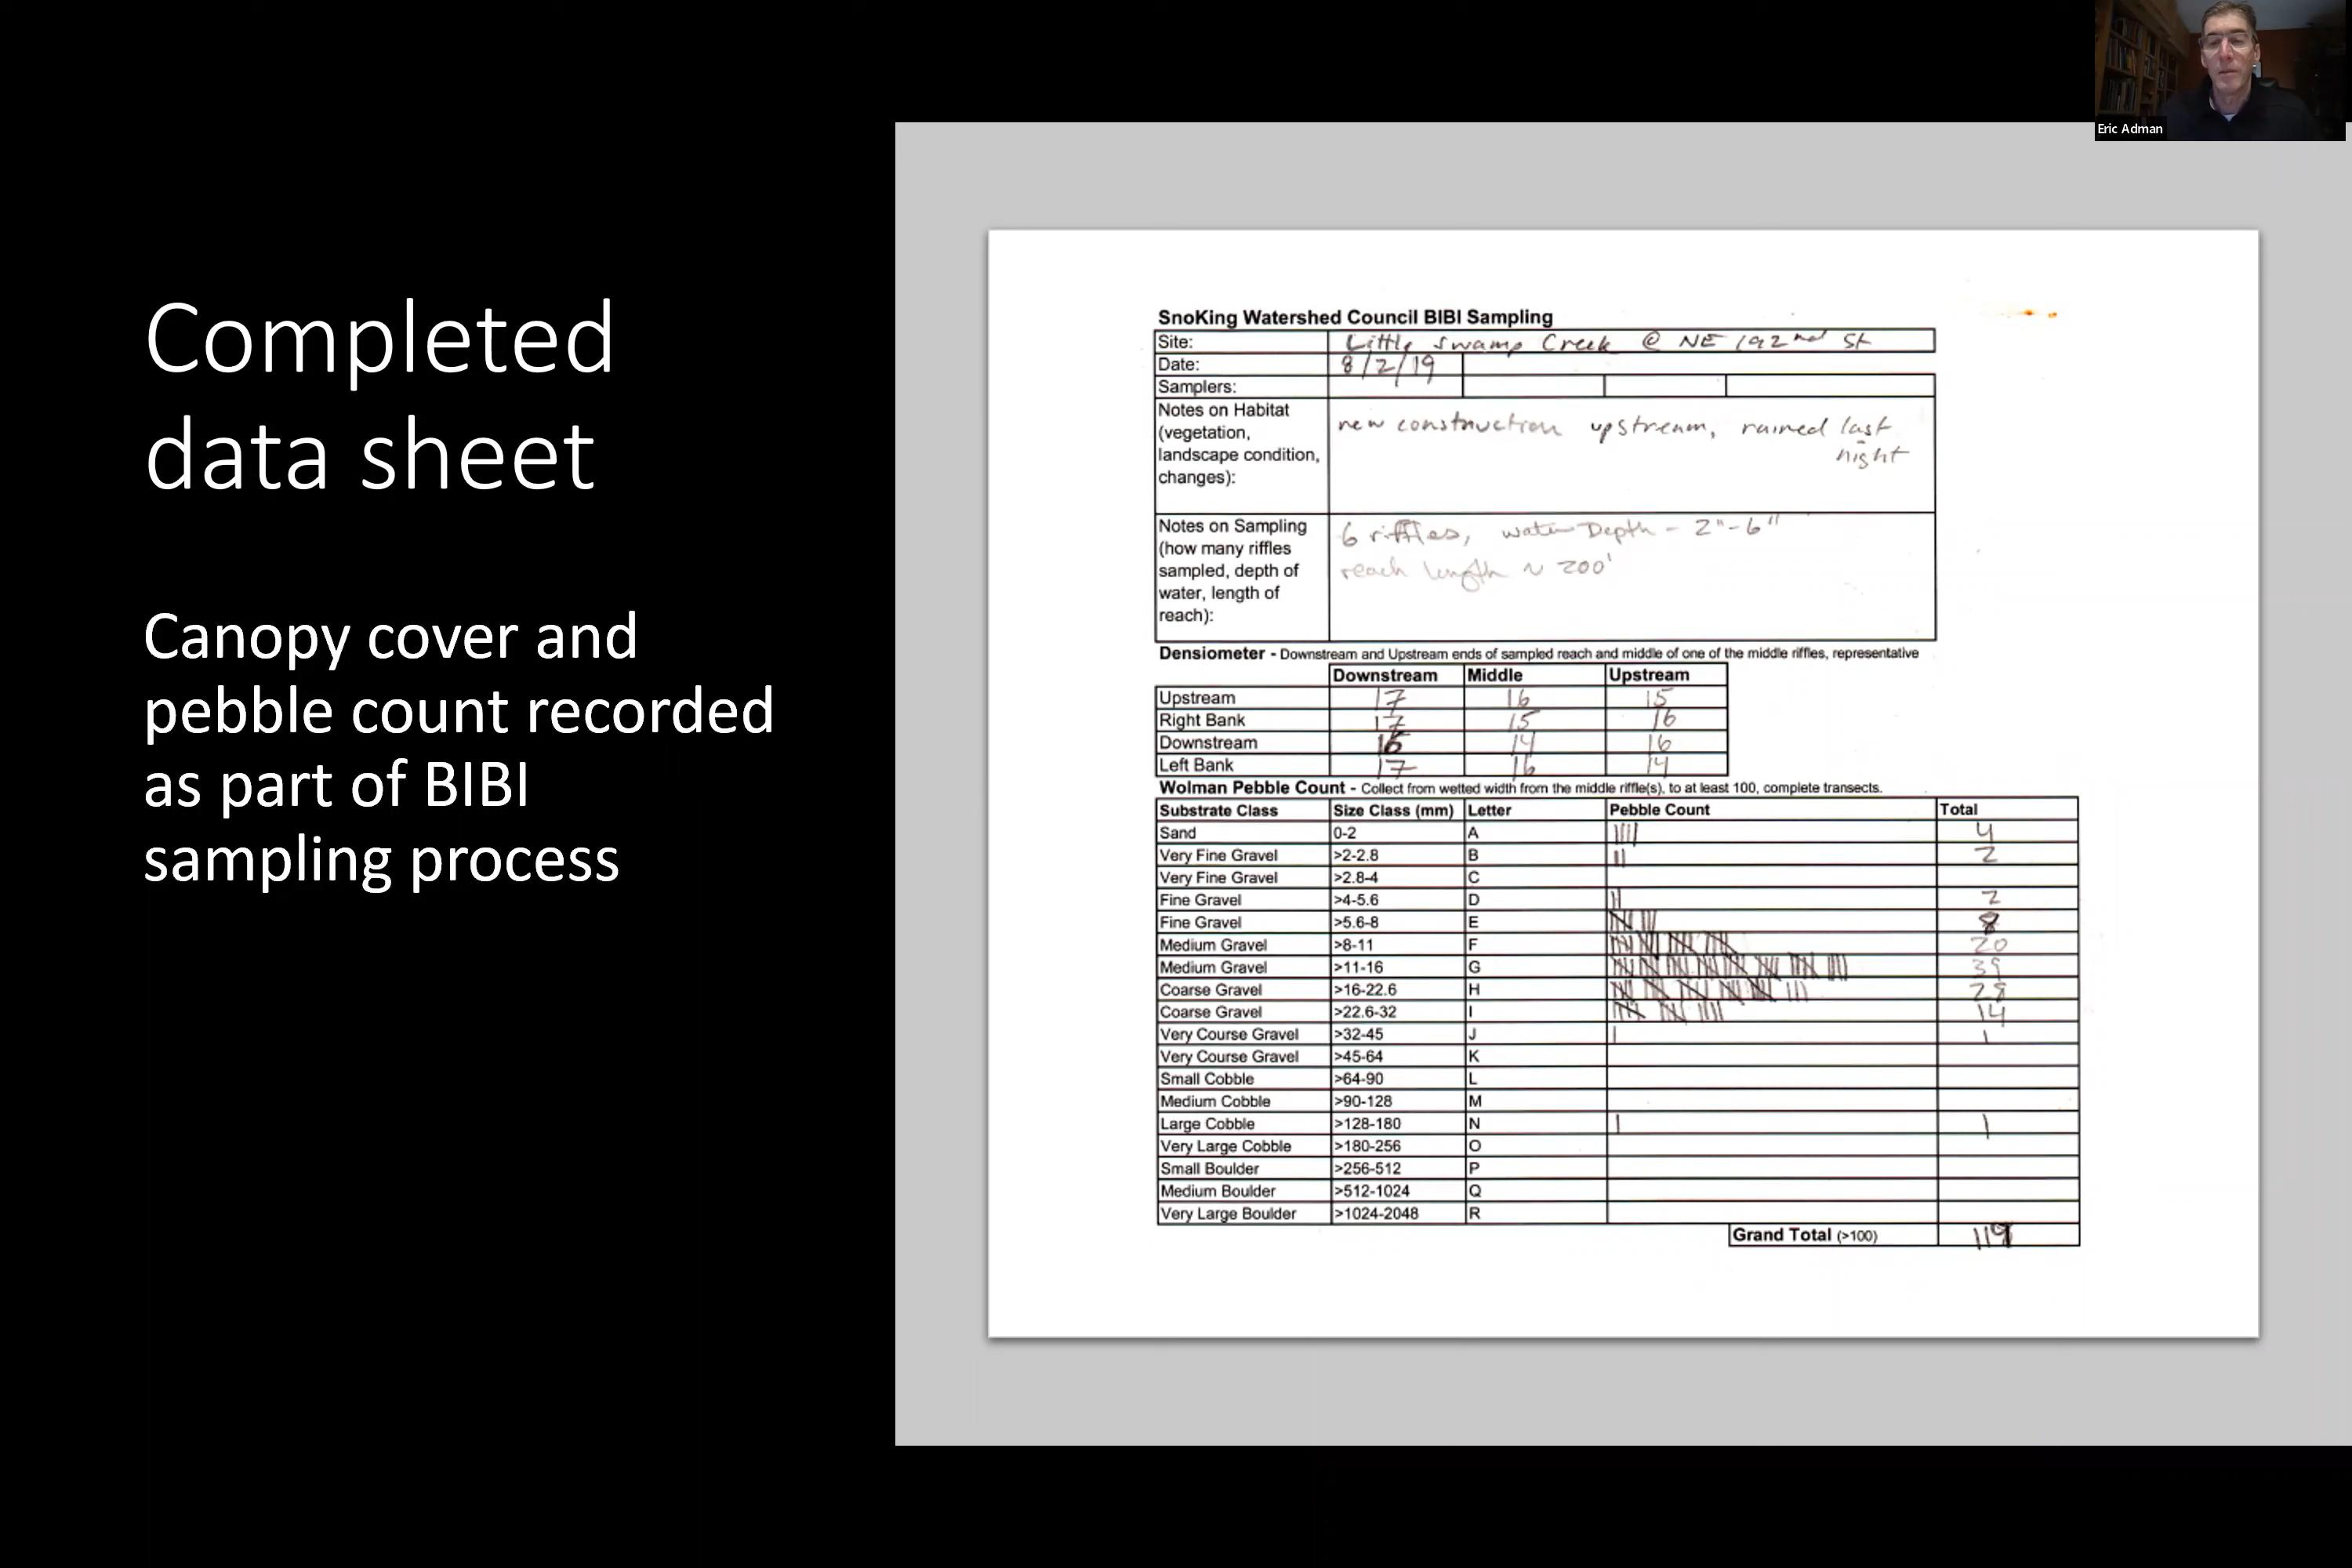 Eric Adman
Completed
data sheet
Canopy cover and
pebble count recorded
as part of BIBI
sampling process
SnoKing Watershed Council BIBI Sampling
Site: Little Swamp Creek @ NE 192nd St
Date: 8/2/19
Samplers:
Notes on Habitat
(vegetation,
landscape condition,
changes):
new construction upstream, rained last
night
Notes on Sampling
(how many riffles
sampled, depth of
water, length of
reach):
6 riffles, water Depth - 2"-6"
reach length ~ 200'
Densiometer - Downstream and Upstream ends of sampled reach and middle of one of the middle riffles, representative
Downstream Middle Upstream
Upstream 17 16 15
Right Bank 17 15 16
Downstream 16 14 16
Left Bank 17 16 14
Wolman Pebble Count - Collect from wetted width from the middle riffle(s), to at least 100, complete transects.
Substrate Class Size Class (mm) Letter Pebble Count Total
Sand 0-2 A 4
Very Fine Gravel >2-2.8 B 2
Very Fine Gravel >2.8-4 C
Fine Gravel >4-5.6 D 2
Fine Gravel >5.6-8 E 8
Medium Gravel >8-11 F 20
Medium Gravel >11-16 G 39
Coarse Gravel >16-22.6 H 28
Coarse Gravel >22.6-32 I 14
Very Course Gravel >32-45 J 1
Very Course Gravel >45-64 K
Small Cobble >64-90 L
Medium Cobble >90-128 M
Large Cobble >128-180 N 1
Very Large Cobble >180-256 O
Small Boulder >256-512 P
Medium Boulder >512-1024 Q
Very Large Boulder >1024-2048 R
Grand Total (>100) 119